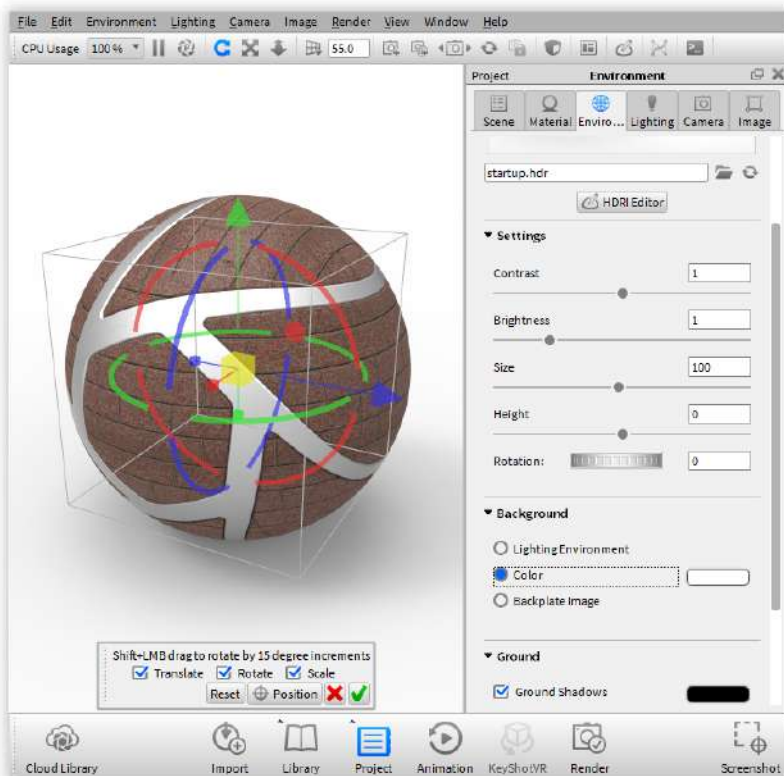 File Edit Environment Lighting Camera Image Render View Window Help
CPU Usage 100% 55.0
Project Environment
Scene Material Enviro... Lighting Camera Image
startup.hdr
HDRI Editor
Settings
Contrast 1
Brightness 1
Size 100
Height 0
Rotation: 0
Background
Lighting Environment
Color
Backplate Image
Ground
Ground Shadows
Shift+LMB drag to rotate by 15 degree increments
Translate Rotate Scale
Reset Position
Cloud Library Import Library Project Animation KeyShotVR Render Screenshot